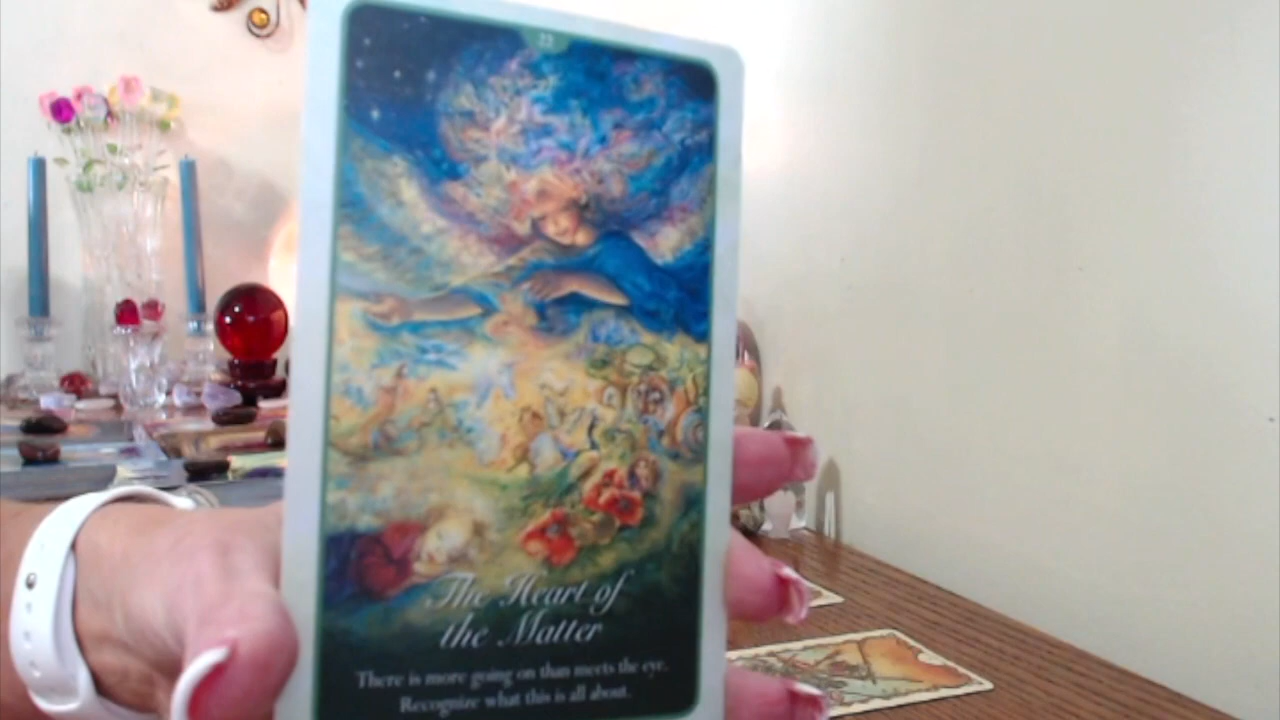 22
The Heart of
the Matter
There is more going on than meets the eye.
Recognize what this is all about.